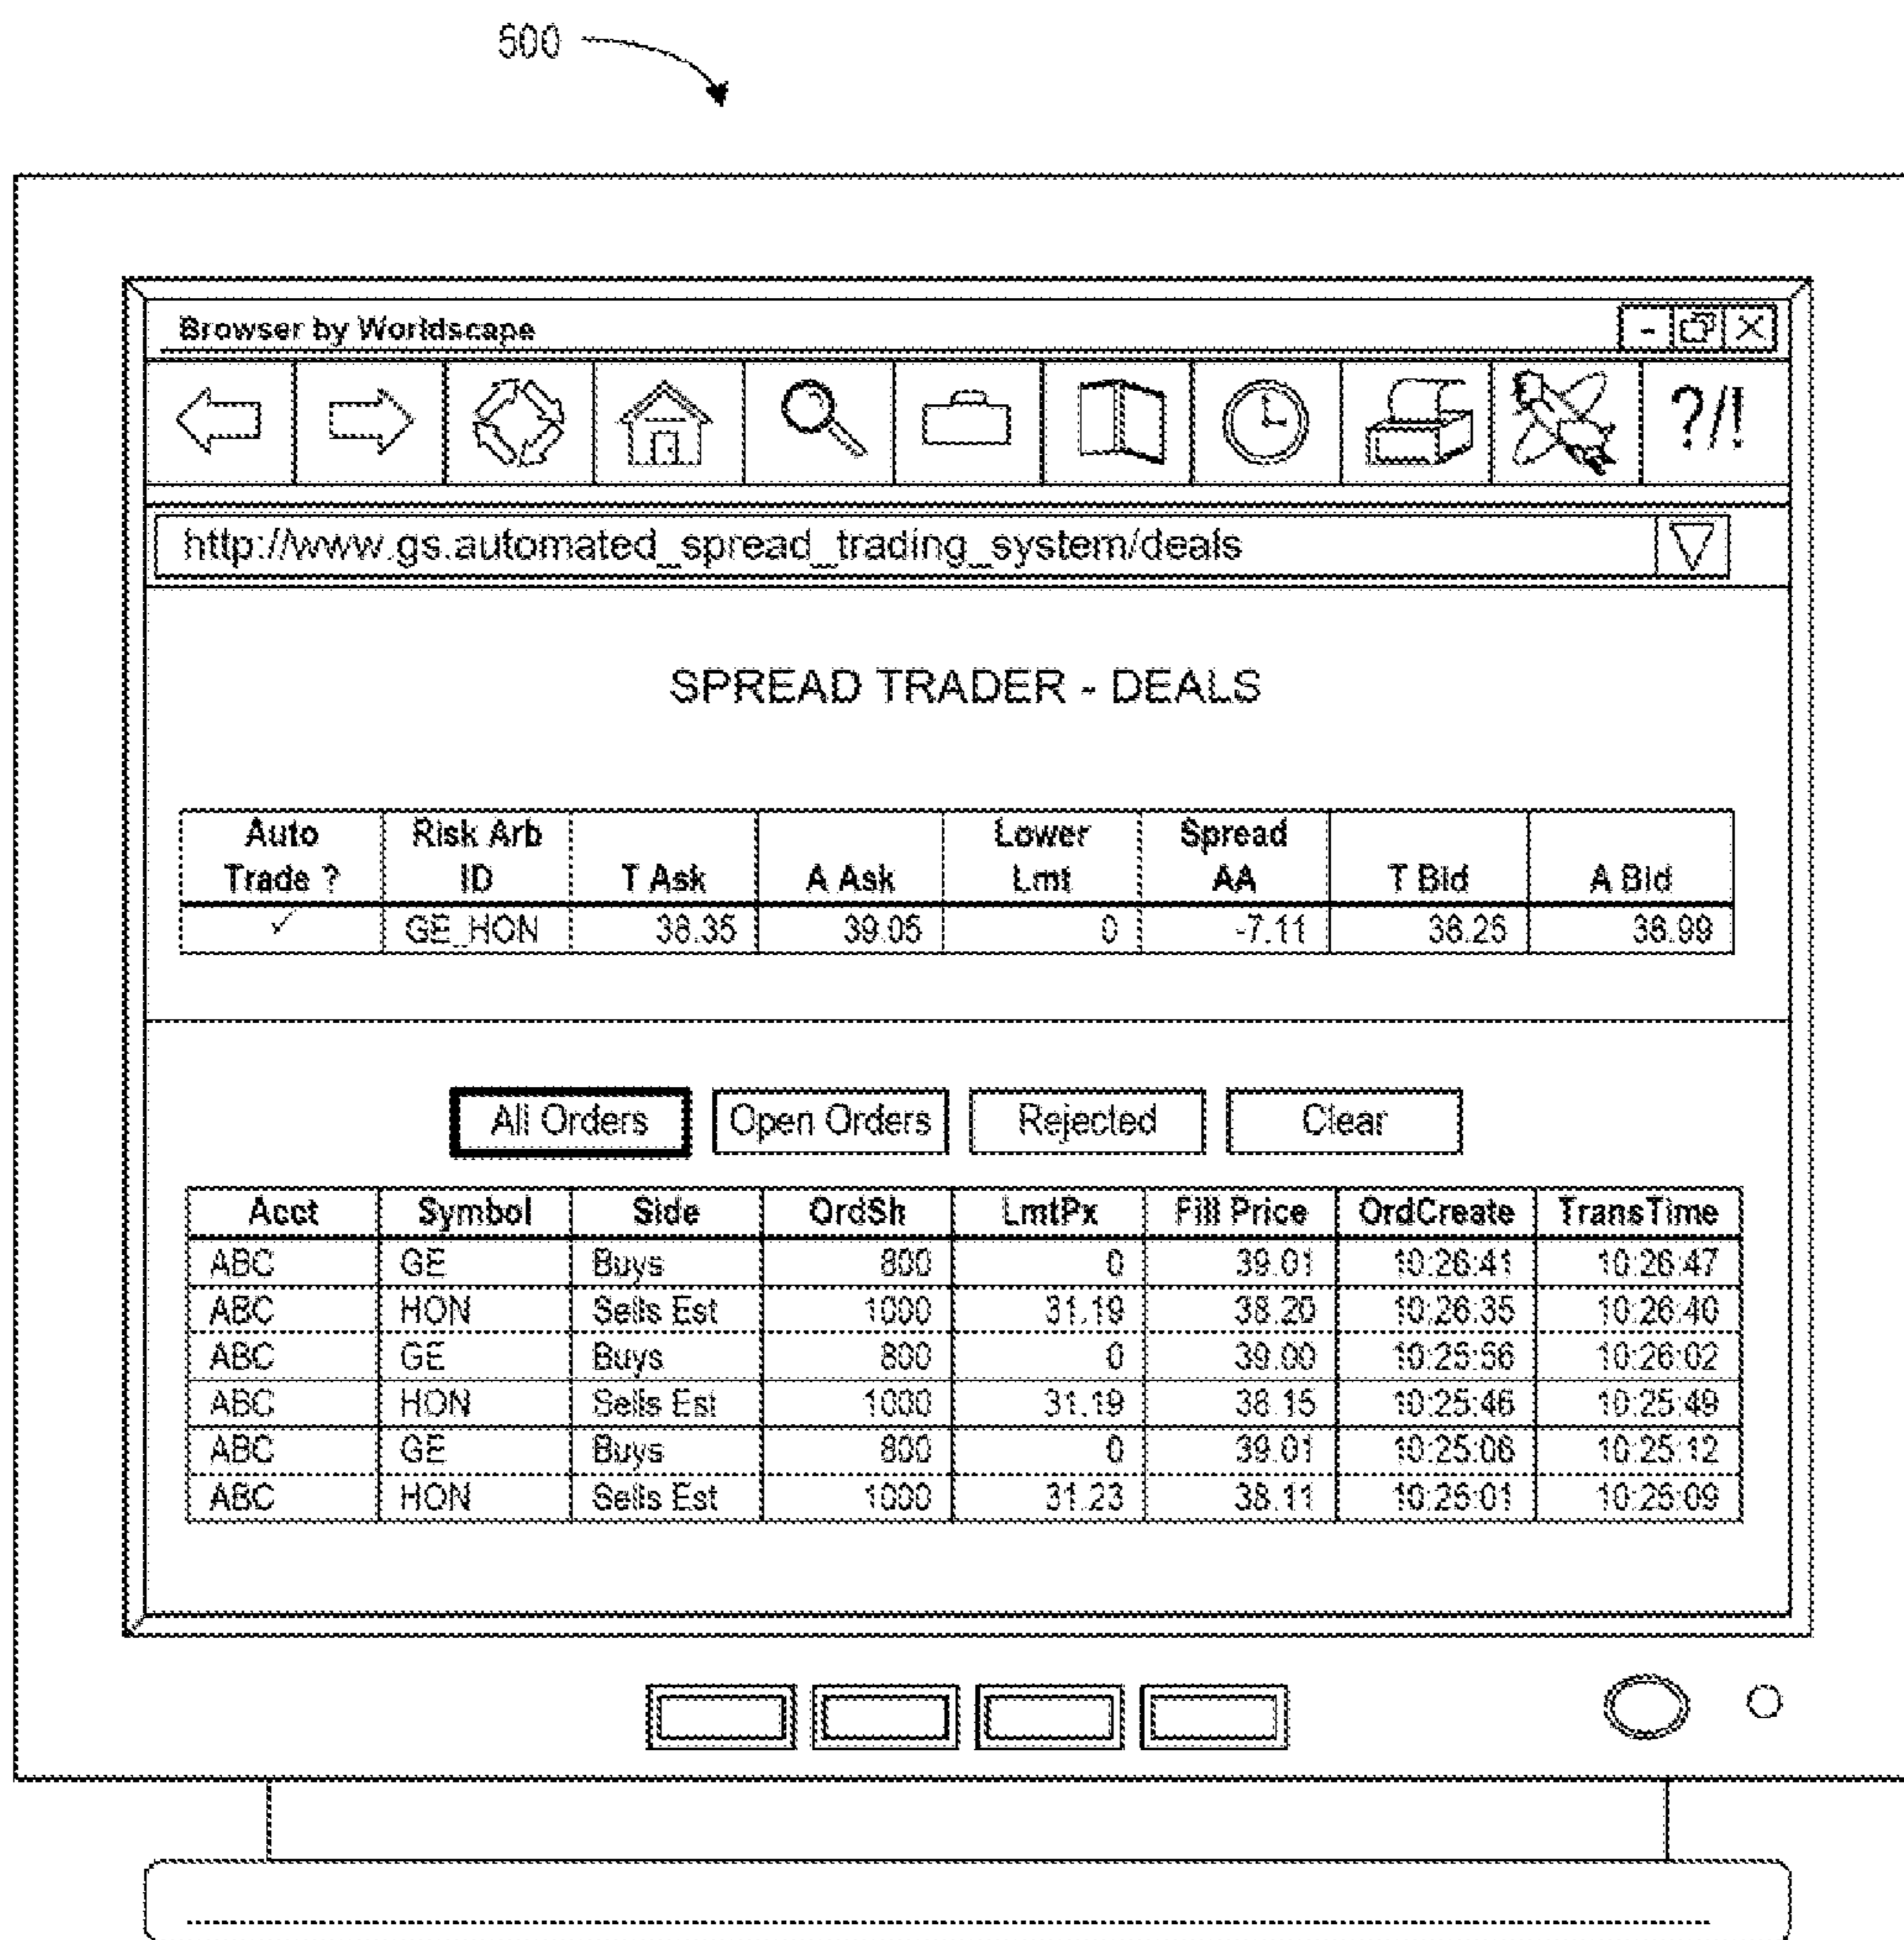 500
Browser by Worldscape
?/!
http://www.gs.automated_spread_trading_system/deals
SPREAD TRADER - DEALS
Auto Trade ? Risk Arb ID T Ask A Ask Lower Lmt Spread AA T Bid A Bid
✓ GE_HON 38.35 39.05 0 -7.11 38.25 38.99
All Orders Open Orders Rejected Clear
Acct Symbol Side OrdSh LmtPx Fill Price OrdCreate TransTime
ABC GE Buys 800 0 39.01 10:26:41 10:26:47
ABC HON Sells Est 1000 31.19 38.20 10:26:35 10:26:40
ABC GE Buys 800 0 39.00 10:25:56 10:26:02
ABC HON Sells Est 1000 31.19 38.15 10:25:46 10:25:49
ABC GE Buys 800 0 39.01 10:25:06 10:25:12
ABC HON Sells Est 1000 31.23 38.11 10:25:01 10:25:09